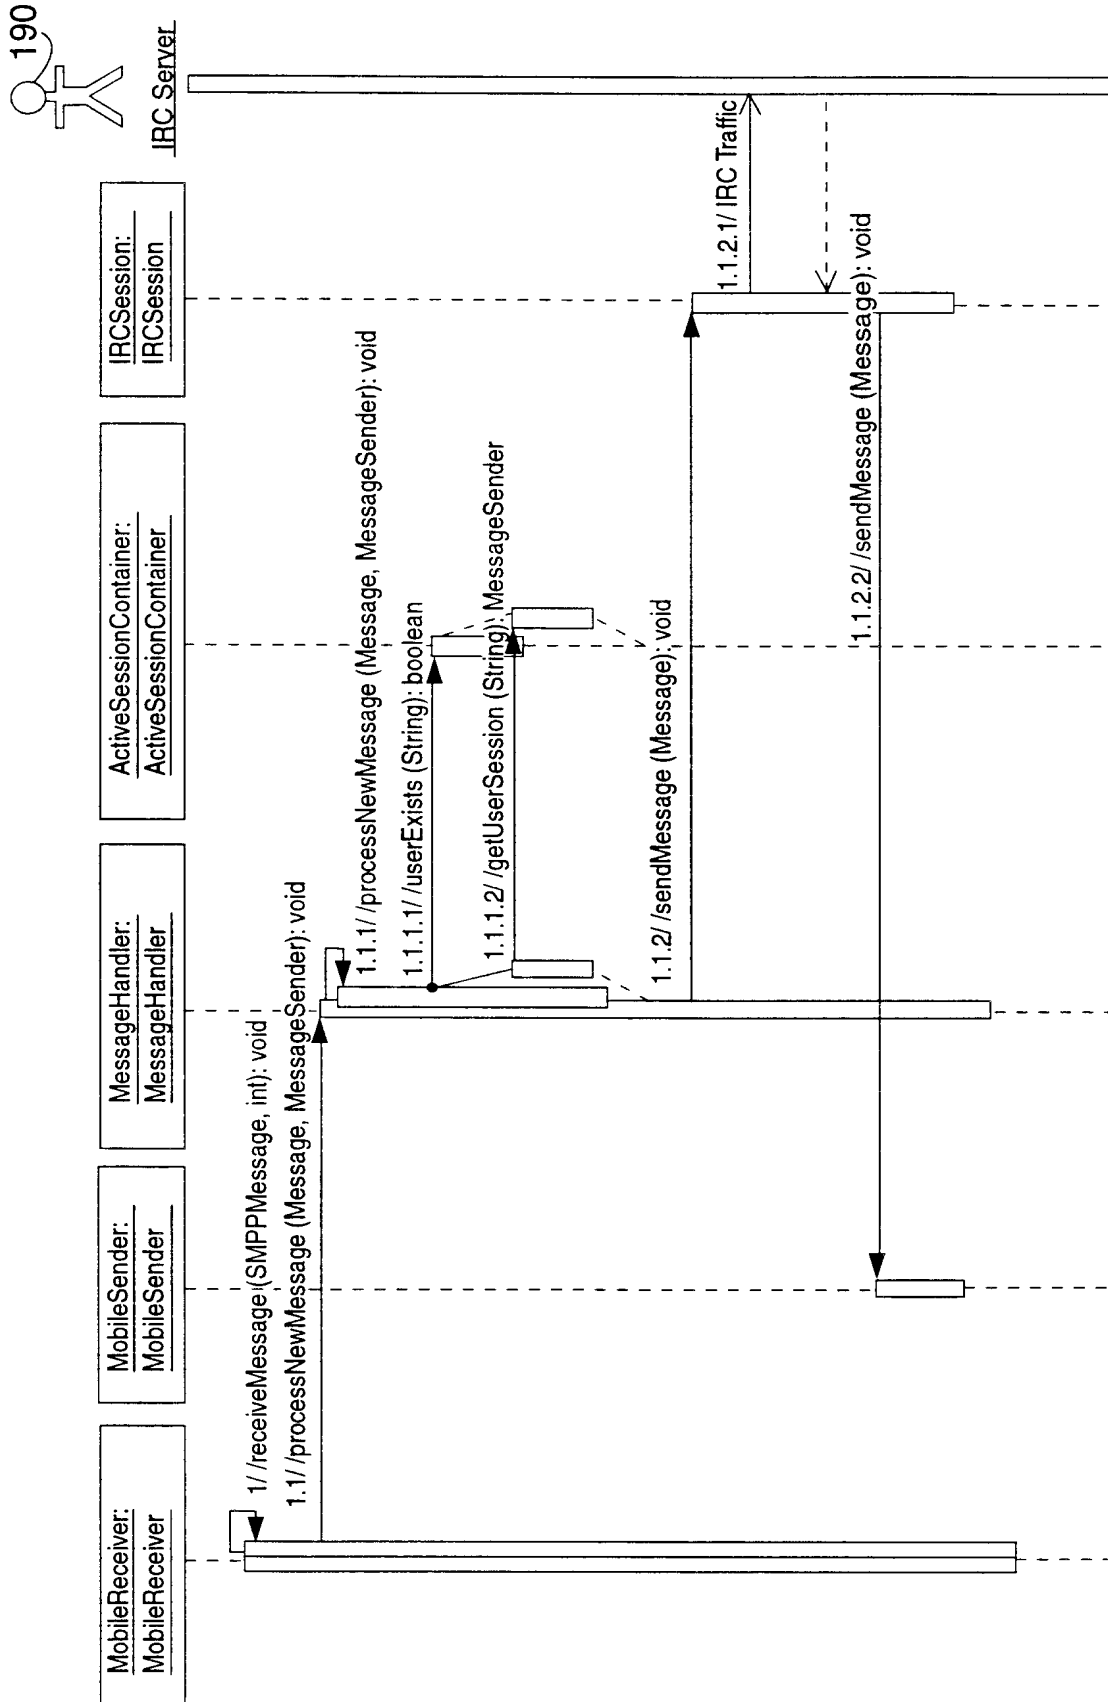 MobileReceiver:
MobileReceiver
MobileSender:
MobileSender
MessageHandler:
MessageHandler
ActiveSessionContainer:
ActiveSessionContainer
IRCSession:
IRCSession
190
IRC Server
1/ /receiveMessage (SMPPMessage, int): void
1.1/ /processNewMessage (Message, MessageSender): void
1.1.1/ /processNewMessage (Message, MessageSender): void
1.1.1.1/ /userExists (String): boolean
1.1.1.2/ /getUserSession (String): MessageSender
1.1.2/ /sendMessage (Message): void
1.1.2.1/ IRC Traffic
1.1.2.2/ /sendMessage (Message): void